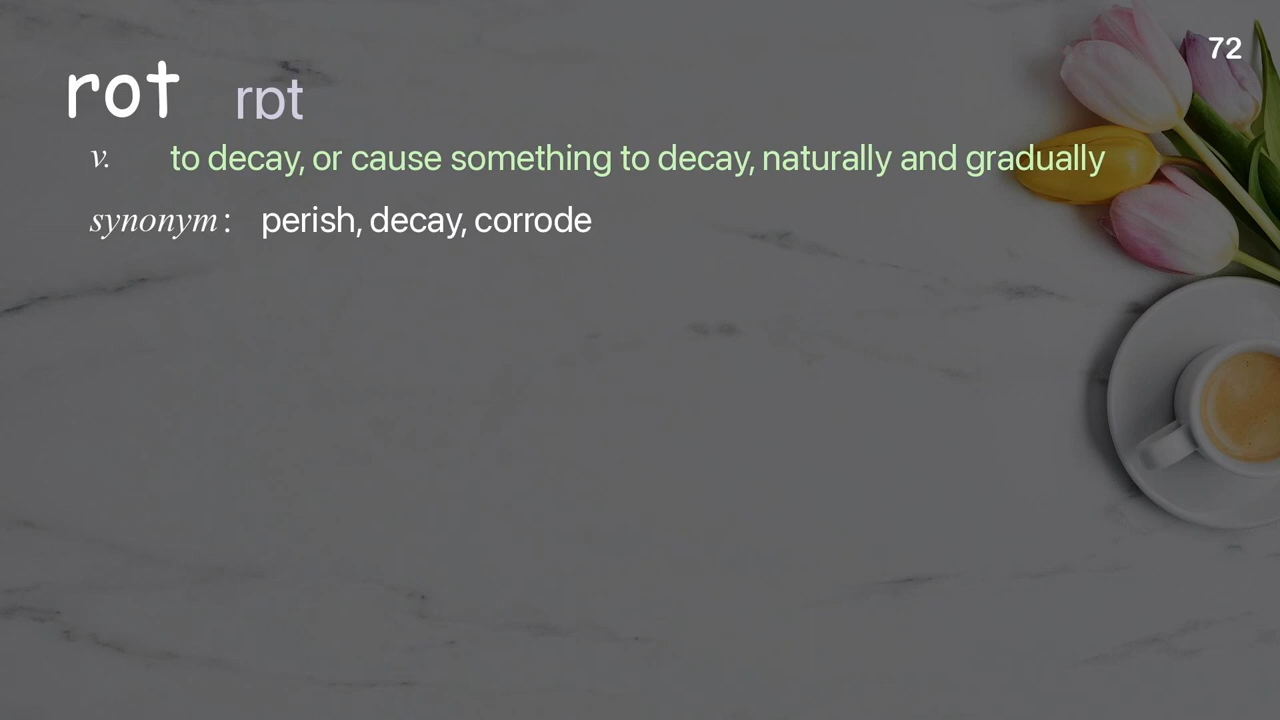 72
rot rɒt
v. to decay, or cause something to decay, naturally and gradually
synonym : perish, decay, corrode